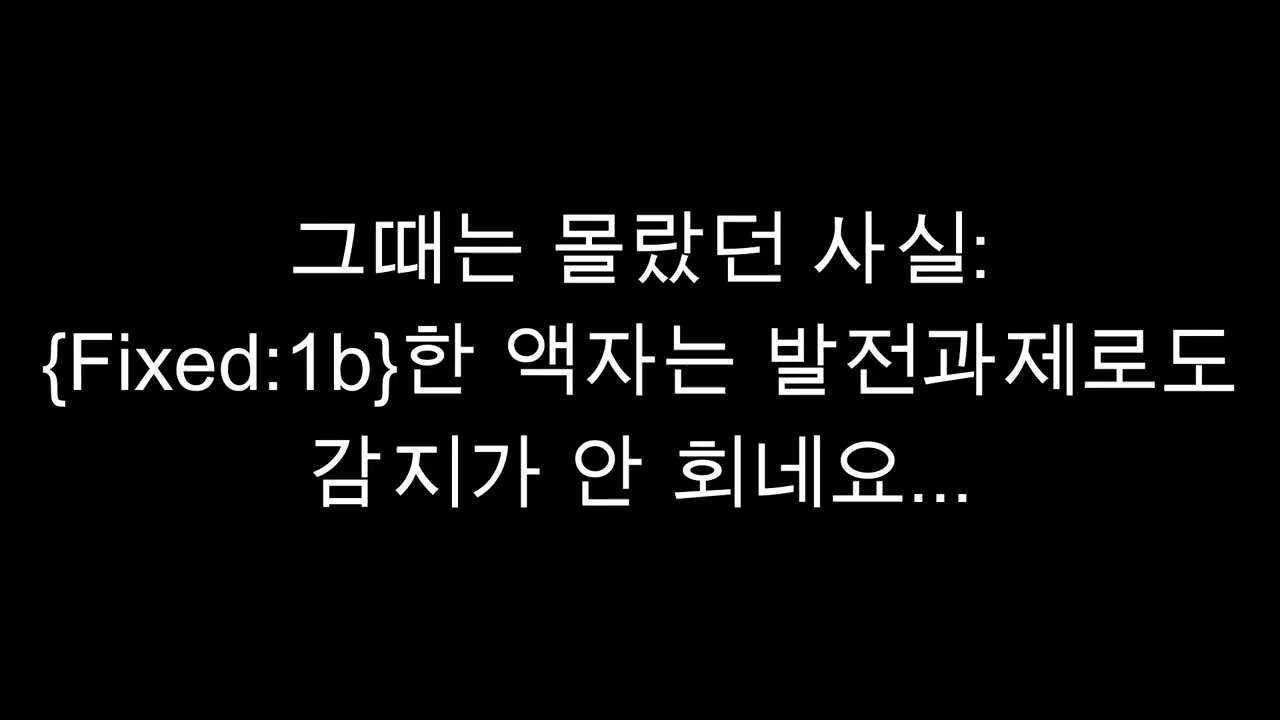 그때는 몰랐던 사실:
{Fixed:1b}한 액자는 발전과제로도
감지가 안 회네요...